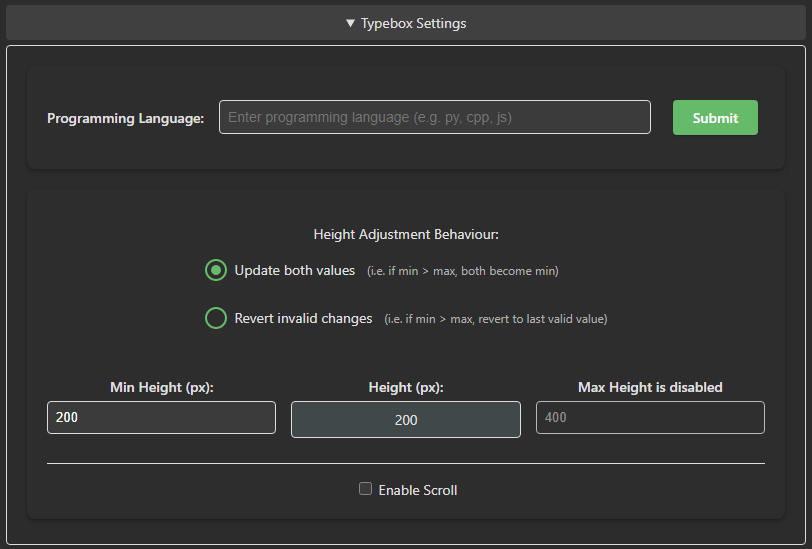 ▼ Typebox Settings
Programming Language: Enter programming language (e.g. py, cpp, js) Submit
Height Adjustment Behaviour:
Update both values (i.e. if min > max, both become min)
Revert invalid changes (i.e. if min > max, revert to last valid value)
Min Height (px): Height (px): Max Height is disabled
200 200 400
Enable Scroll